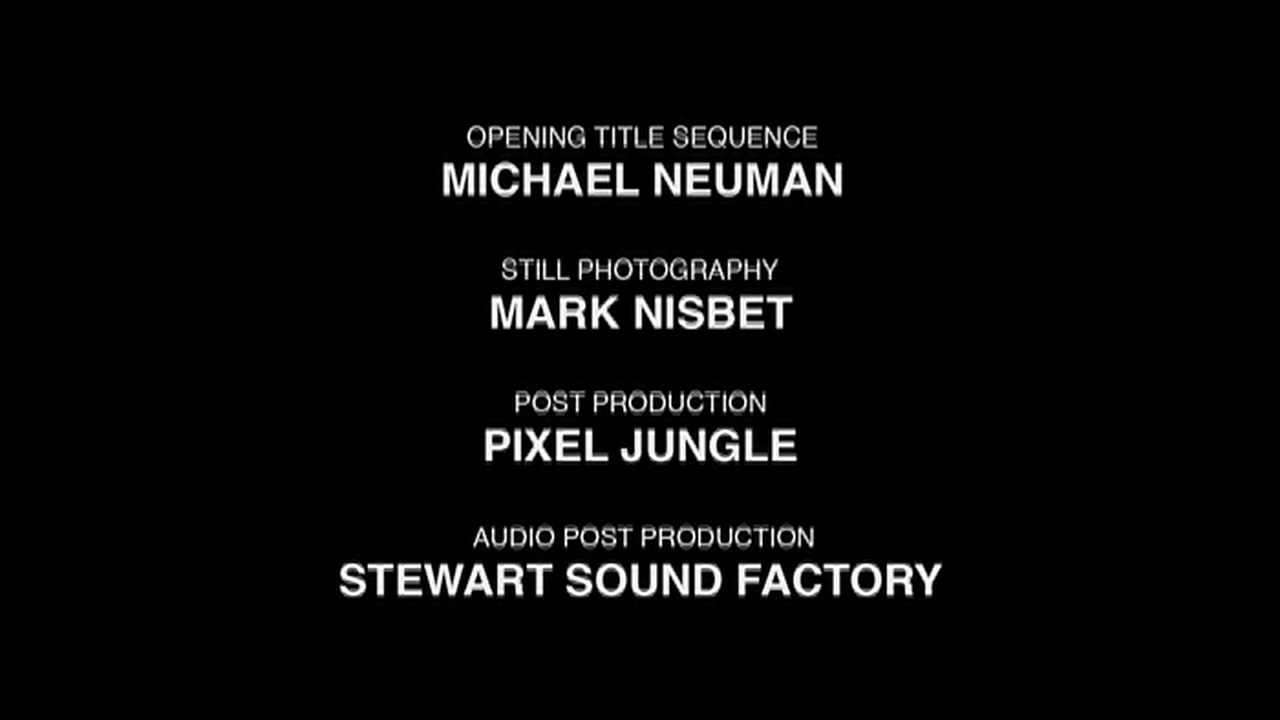 OPENING TITLE SEQUENCE
MICHAEL NEUMAN
STILL PHOTOGRAPHY
MARK NISBET
POST PRODUCTION
PIXEL JUNGLE
AUDIO POST PRODUCTION
STEWART SOUND FACTORY